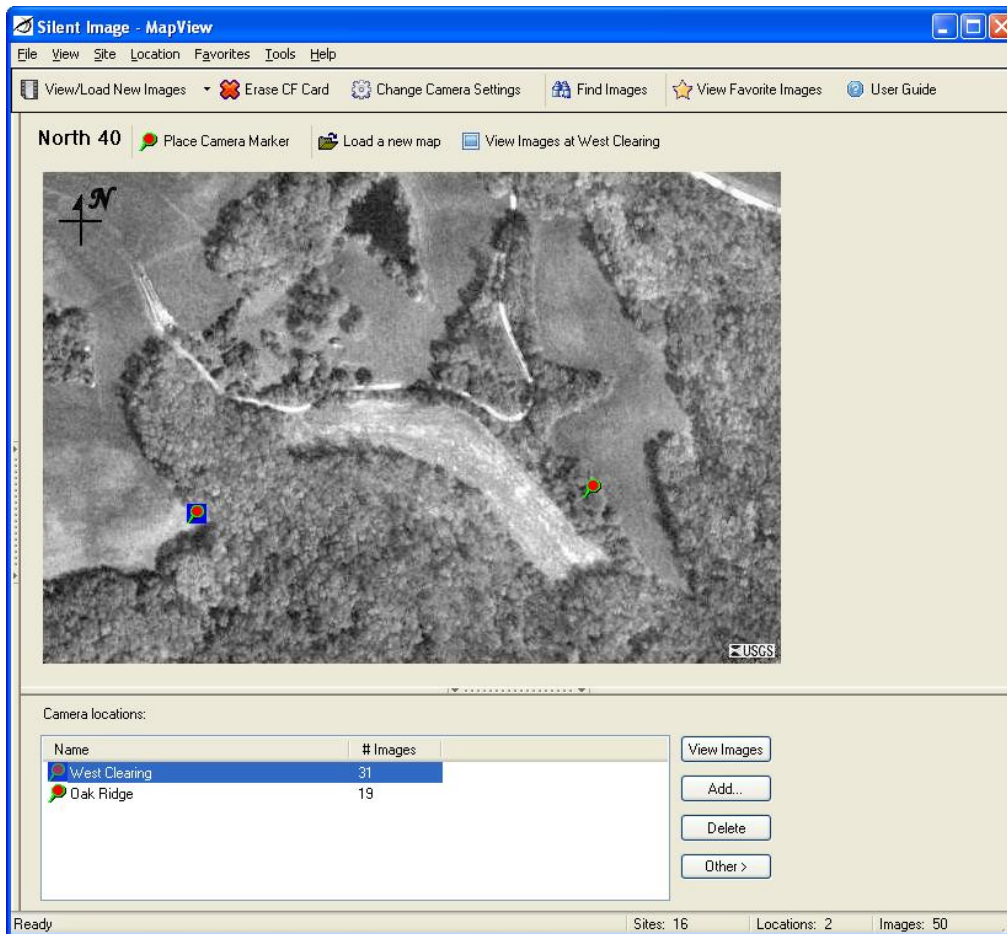 Silent Image - MapView
File View Site Location Favorites Tools Help
View/Load New Images Erase CF Card Change Camera Settings Find Images View Favorite Images User Guide
North 40 Place Camera Marker Load a new map View Images at West Clearing
N
USGS
Camera locations:
Name # Images
West Clearing 31
Oak Ridge 19
View Images
Add...
Delete
Other >
Ready Sites: 16 Locations: 2 Images: 50